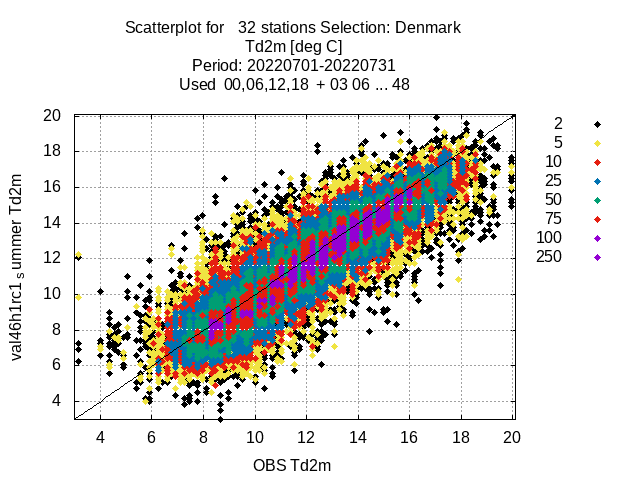 Scatterplot for   32 stations Selection: Denmark
Td2m [deg C]
Period: 20220701-20220731
Used  00,06,12,18  + 03 06 ... 48
val46h1rc1 s ummer Td2m
20
18
16
14
12
10
8
6
4
4 6 8 10 12 14 16 18 20
OBS Td2m
2
5
10
25
50
75
100
250